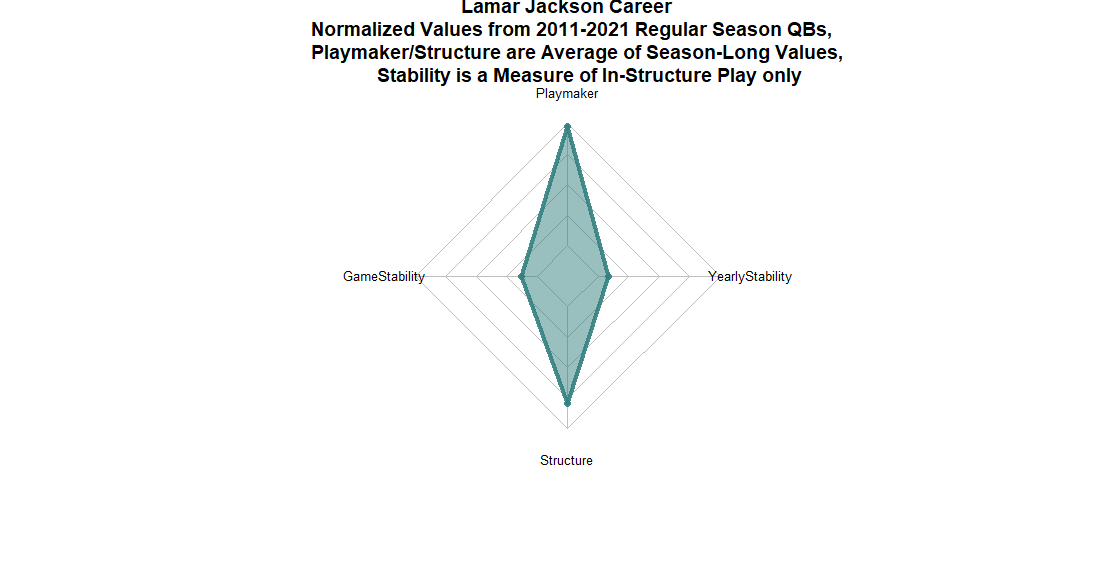 Lamar Jackson Career
Normalized Values from 2011-2021 Regular Season QBs,
Playmaker/Structure are Average of Season-Long Values,
Stability is a Measure of In-Structure Play only
Playmaker
GameStability
YearlyStability
Structure